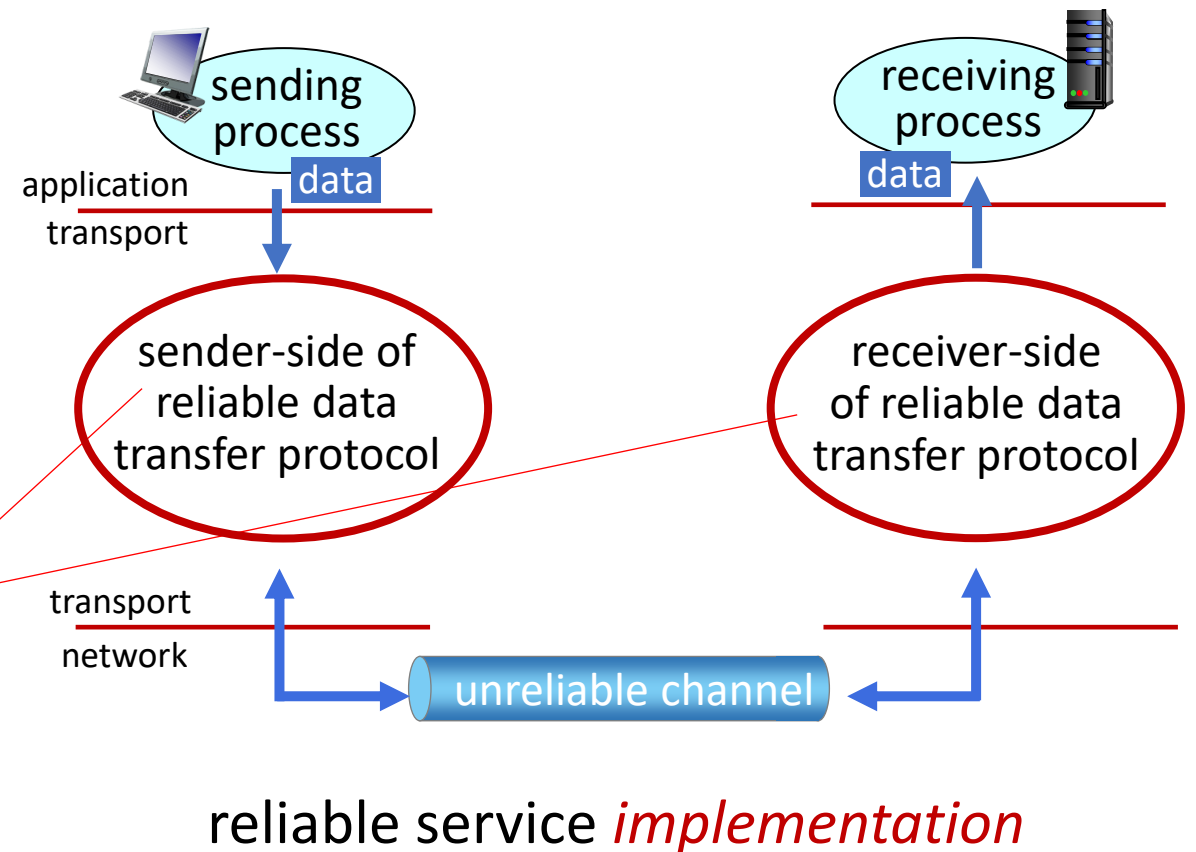 sending
process
data
application
transport
receiving
process
data
sender-side of
reliable data
transfer protocol
receiver-side
of reliable data
transfer protocol
transport
network
unreliable channel
reliable service implementation